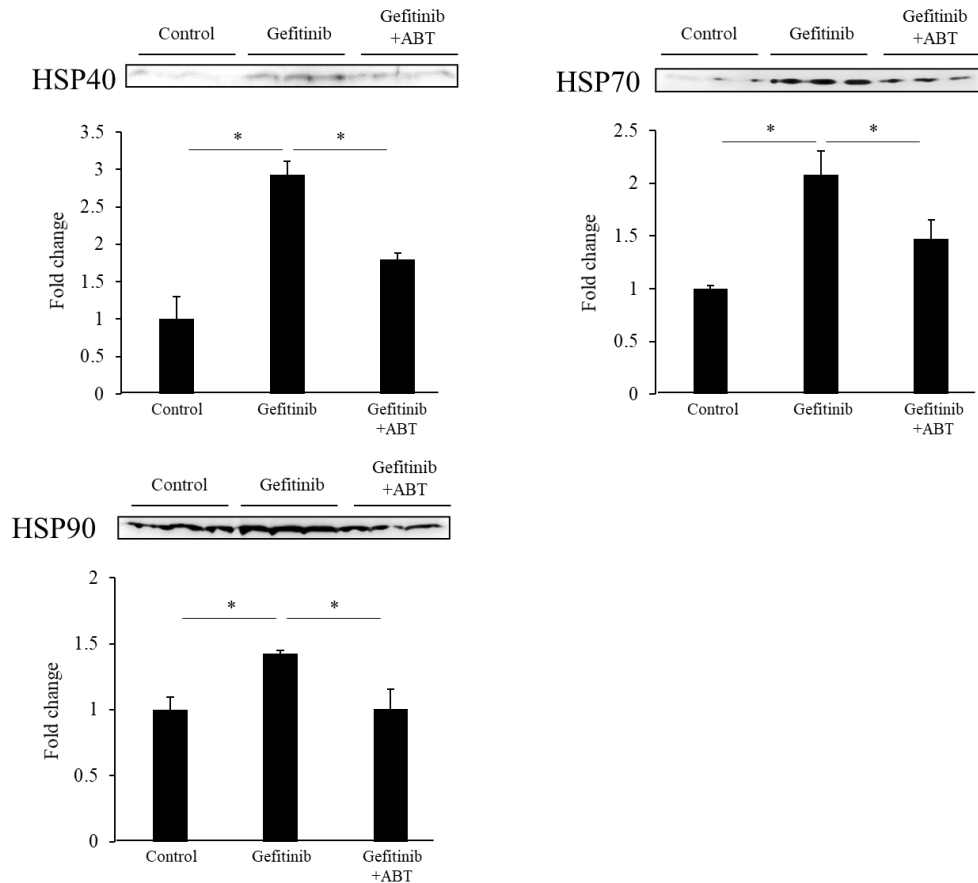 Control
Gefitinib
Gefitinib
+ABT
HSP40
*
*
3.5
3
2.5
2
1.5
1
0.5
0
Fold change
Control
Gefitinib
Gefitinib
+ABT
Control
Gefitinib
Gefitinib
+ABT
HSP70
*
*
2.5
2
1.5
1
0.5
0
Fold change
Control
Gefitinib
Gefitinib
+ABT
Control
Gefitinib
Gefitinib
+ABT
HSP90
*
*
2
1.5
1
0.5
0
Fold change
Control
Gefitinib
Gefitinib
+ABT